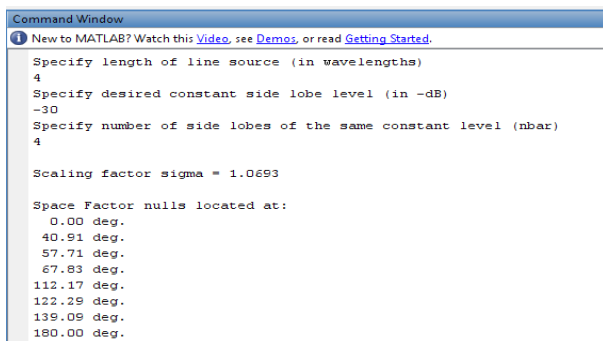 Command Window
New to MATLAB? Watch this Video, see Demos, or read Getting Started.
Specify length of line source (in wavelengths)
4
Specify desired constant side lobe level (in -dB)
-30
Specify number of side lobes of the same constant level (nbar)
4
Scaling factor sigma = 1.0693
Space Factor nulls located at:
0.00 deg.
40.91 deg.
57.71 deg.
67.83 deg.
112.17 deg.
122.29 deg.
139.09 deg.
180.00 deg.